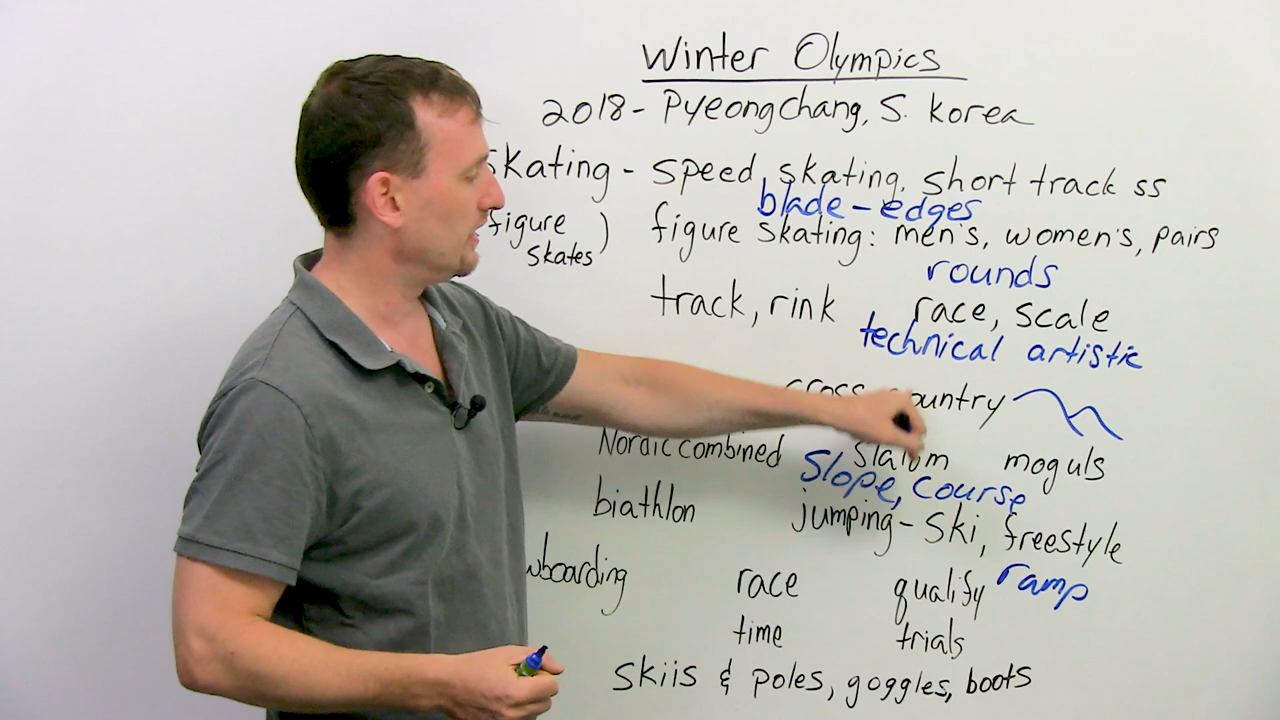 Winter Olympics
2018 - Pyeongchang, S. Korea
Skating - speed skating, short track ss
blade - edges
figure skates) figure skating: men's, women's, pairs
rounds
track, rink race, scale
technical artistic
cross country
Nordic combined slalom moguls
slope, course
biathlon jumping - ski, freestyle
wboarding race qualify ramp
time trials
skiis & poles, goggles, boots